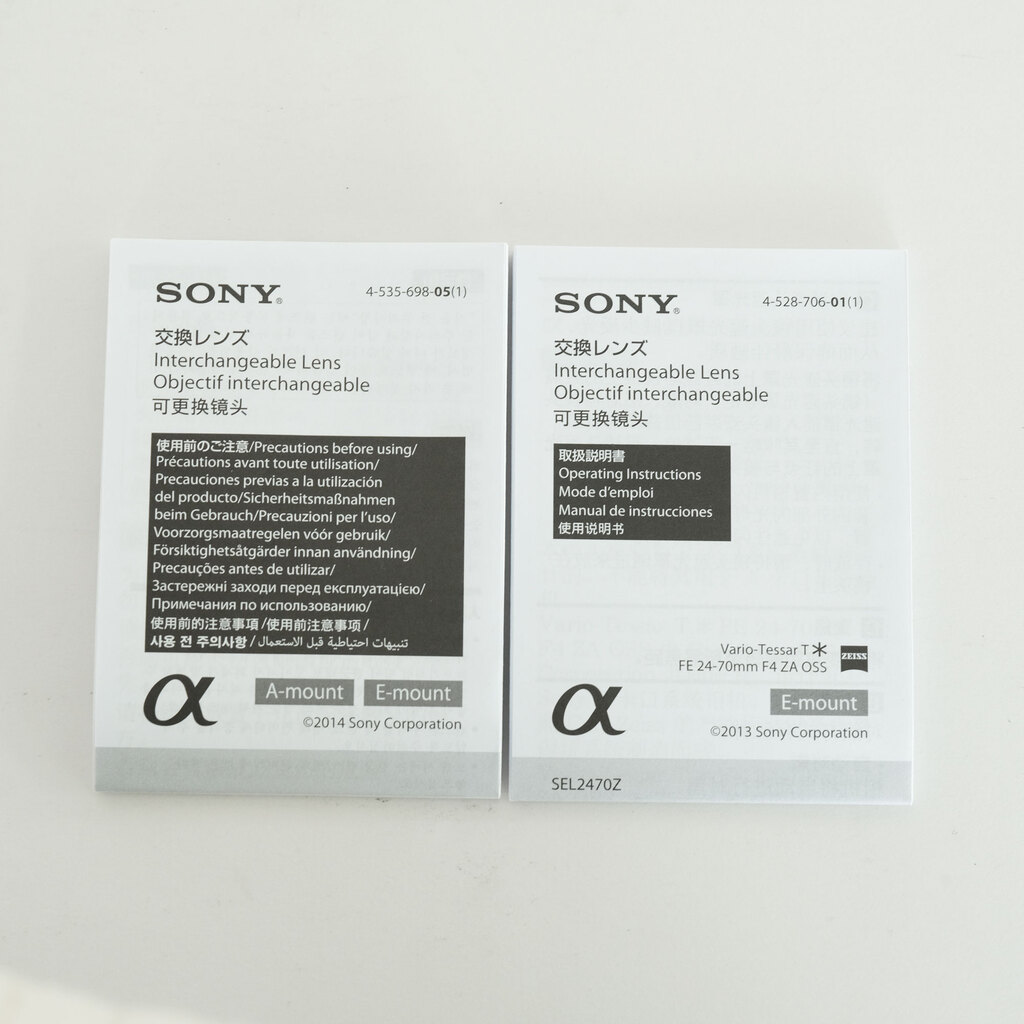 SONY®
4-535-698-05(1)
交換レンズ
Interchangeable Lens
Objectif interchangeable
可更换镜头
使用前のご注意/Precautions before using/
Précautions avant toute utilisation/
Precauciones previas a la utilización
del producto/Sicherheitsmaßnahmen
beim Gebrauch/Precauzioni per l'uso/
Voorzorgsmaatregelen vóór gebruik/
Försiktighetsåtgärder innan användning/
Precauções antes de utilizar/
Застережні заходи перед експлуатацією/
Примечания по использованию/
使用前的注意事項 /使用前注意事项 /
사용 전 주의사항 / تنبيهات احتياطية قبل الاستعمال
α
A-mount
E-mount
©2014 Sony Corporation
SONY®
4-528-706-01(1)
交換レンズ
Interchangeable Lens
Objectif interchangeable
可更换镜头
取扱説明書
Operating Instructions
Mode d'emploi
Manual de instrucciones
使用说明书
Vario-Tessar T*
FE 24-70mm F4 ZA OSS
ZEISS
α
E-mount
©2013 Sony Corporation
SEL2470Z